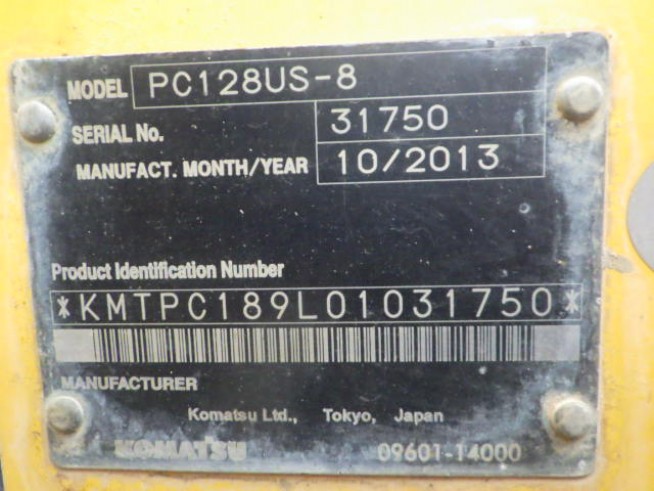 MODEL PC128US-8
SERIAL No. 31750
MANUFACT. MONTH/YEAR 10/2013
Product Identification Number
*KMTPC189L01031750*
MANUFACTURER
Komatsu Ltd., Tokyo, Japan
KOMATSU 09601-14000